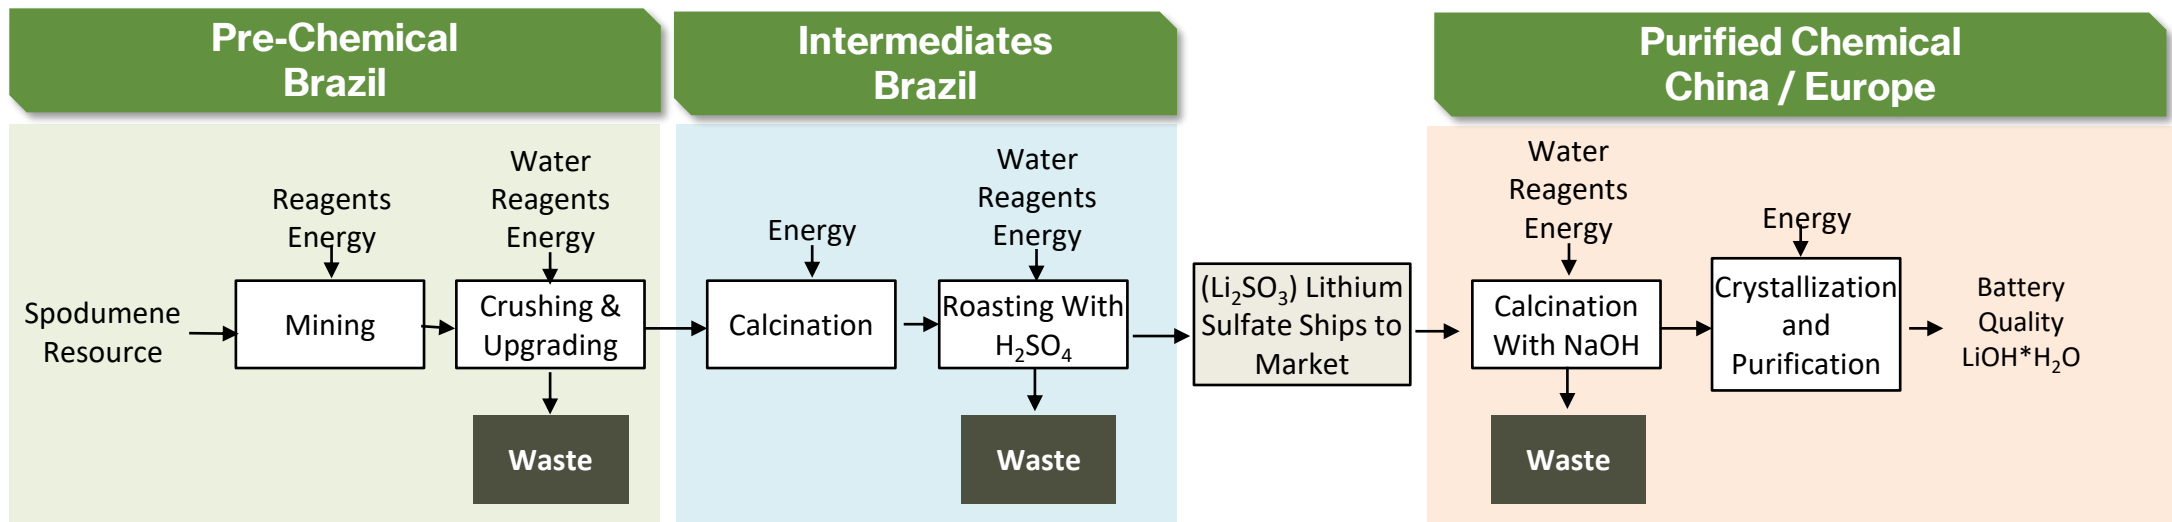 Pre-Chemical
Brazil
Intermediates
Brazil
Purified Chemical
China / Europe
Spodumene
Resource
Reagents
Energy
Mining
Water
Reagents
Energy
Crushing &
Upgrading
Waste
Energy
Calcination
Water
Reagents
Energy
Roasting With
H₂SO₄
Waste
(Li₂SO₃) Lithium
Sulfate Ships to
Market
Water
Reagents
Energy
Calcination
With NaOH
Waste
Energy
Crystallization
and
Purification
Battery
Quality
LiOH*H₂O